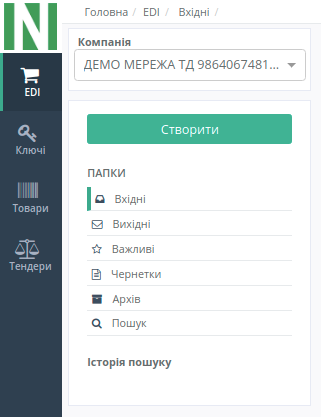 Головна / EDI / Вхідні /
Компанія
ДЕМО МЕРЕЖА ТД 9864067481...
EDI
Ключі
Товари
Тендери
Створити
ПАПКИ
Вхідні
Вихідні
Важливі
Чернетки
Архів
Пошук
Історія пошуку